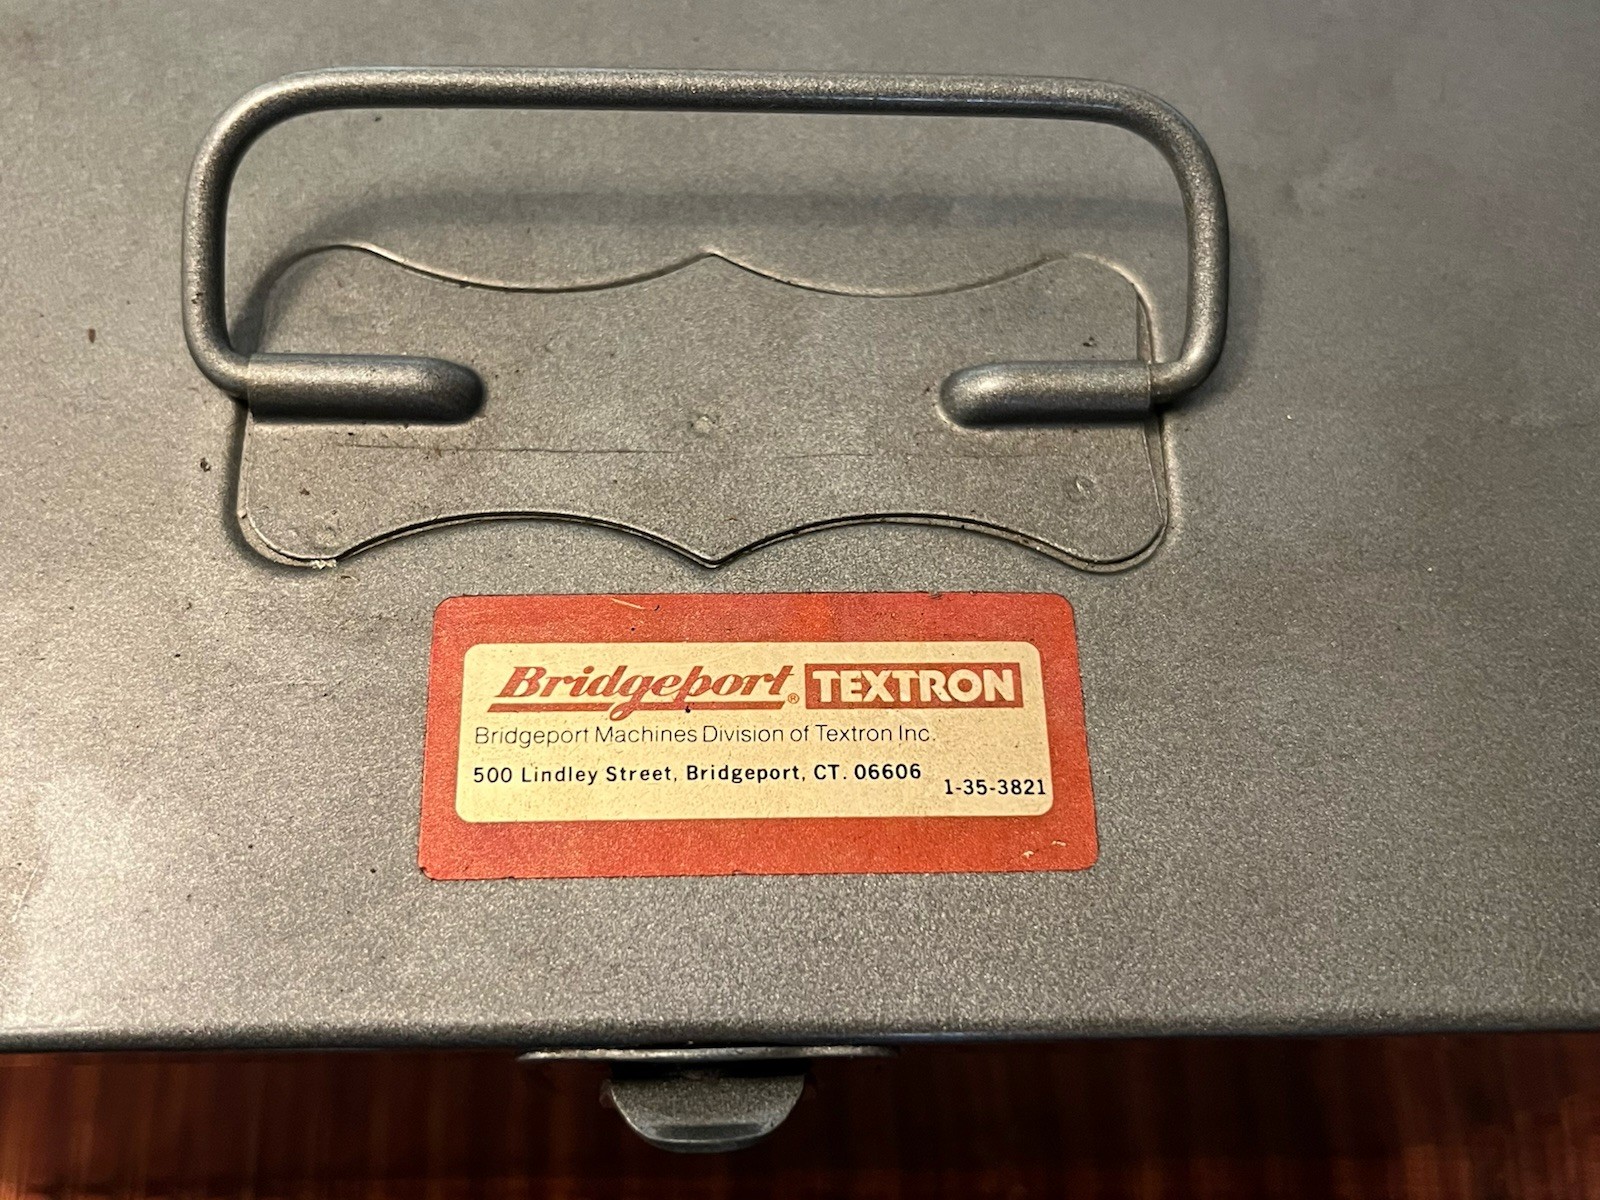 Bridgeport® TEXTRON
Bridgeport Machines Division of Textron Inc.
500 Lindley Street, Bridgeport, CT. 06606
1-35-3821